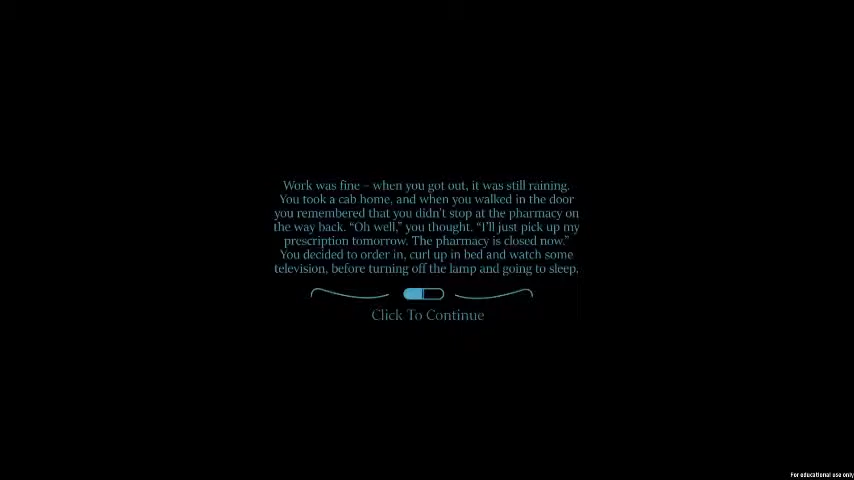 Work was fine – when you got out, it was still raining.
You took a cab home, and when you walked in the door
you remembered that you didn't stop at the pharmacy on
the way back. “Oh well,” you thought. “I'll just pick up my
prescription tomorrow. The pharmacy is closed now.”
You decided to order in, curl up in bed and watch some
television, before turning off the lamp and going to sleep.
Click To Continue
For educational use only